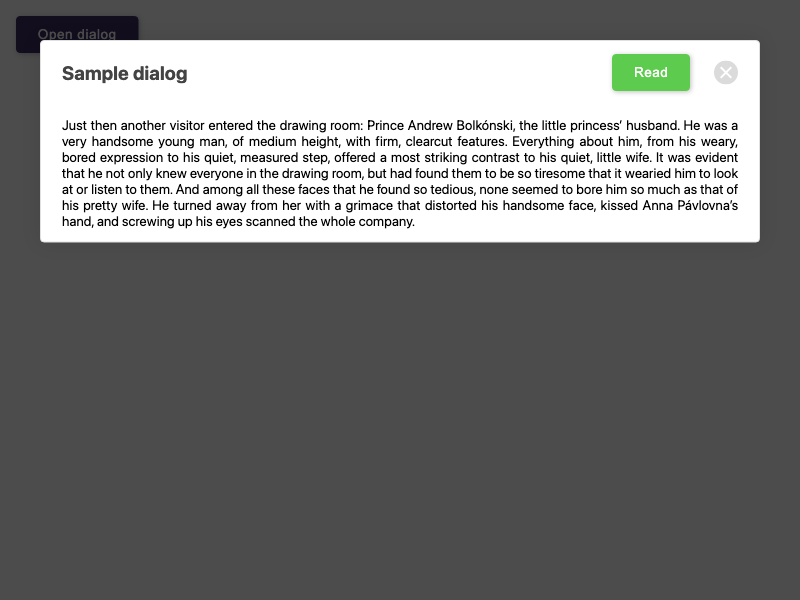 Open dialog
Sample dialog
Read
Just then another visitor entered the drawing room: Prince Andrew Bolkónski, the little princess’ husband. He was a
very handsome young man, of medium height, with firm, clearcut features. Everything about him, from his weary,
bored expression to his quiet, measured step, offered a most striking contrast to his quiet, little wife. It was evident
that he not only knew everyone in the drawing room, but had found them to be so tiresome that it wearied him to look
at or listen to them. And among all these faces that he found so tedious, none seemed to bore him so much as that of
his pretty wife. He turned away from her with a grimace that distorted his handsome face, kissed Anna Pávlovna’s
hand, and screwing up his eyes scanned the whole company.